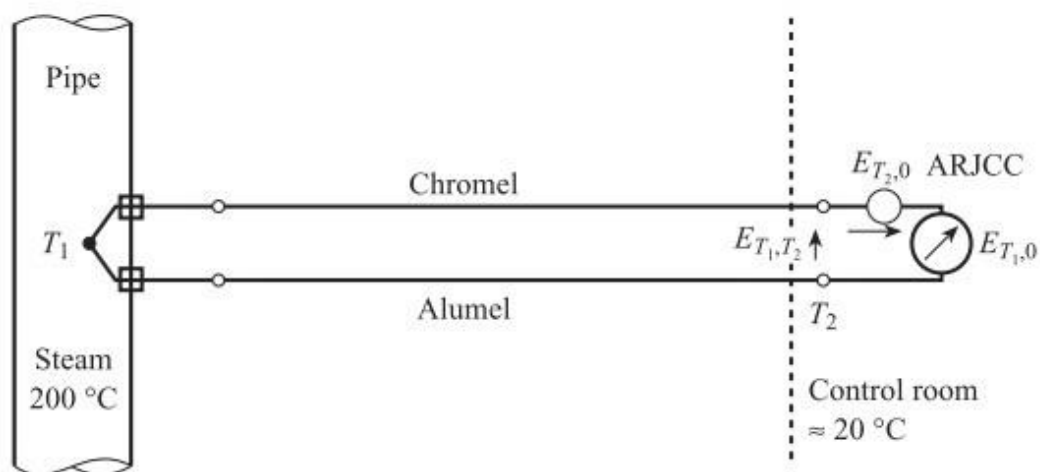 Pipe
Chromel
E_{T_2,0} ARJCC
T_1
E_{T_1,T_2}
E_{T_1,0}
Alumel
T_2
Steam
200 °C
Control room
≈ 20 °C